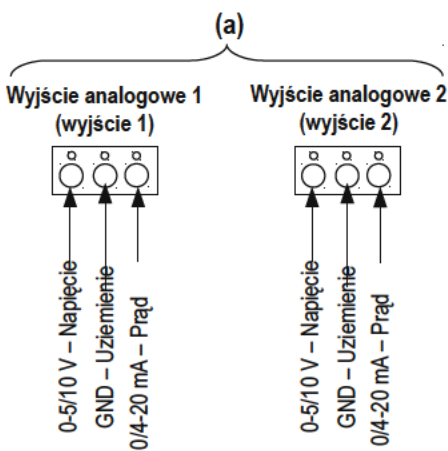 (a)
Wyjście analogowe 1
(wyjście 1)
Wyjście analogowe 2
(wyjście 2)
0-5/10 V – Napięcie
GND – Uziemienie
0/4-20 mA – Prąd
0-5/10 V – Napięcie
GND – Uziemienie
0/4-20 mA – Prąd